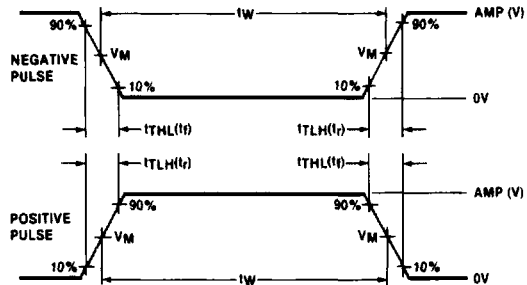 tW
AMP (V)
90%
90%
NEGATIVE
PULSE
VM
VM
10%
10%
0V
tTHL(tf)
tTLH(tr)
tTLH(tr)
tTHL(tf)
AMP (V)
90%
90%
POSITIVE
PULSE
VM
VM
10%
10%
0V
tW